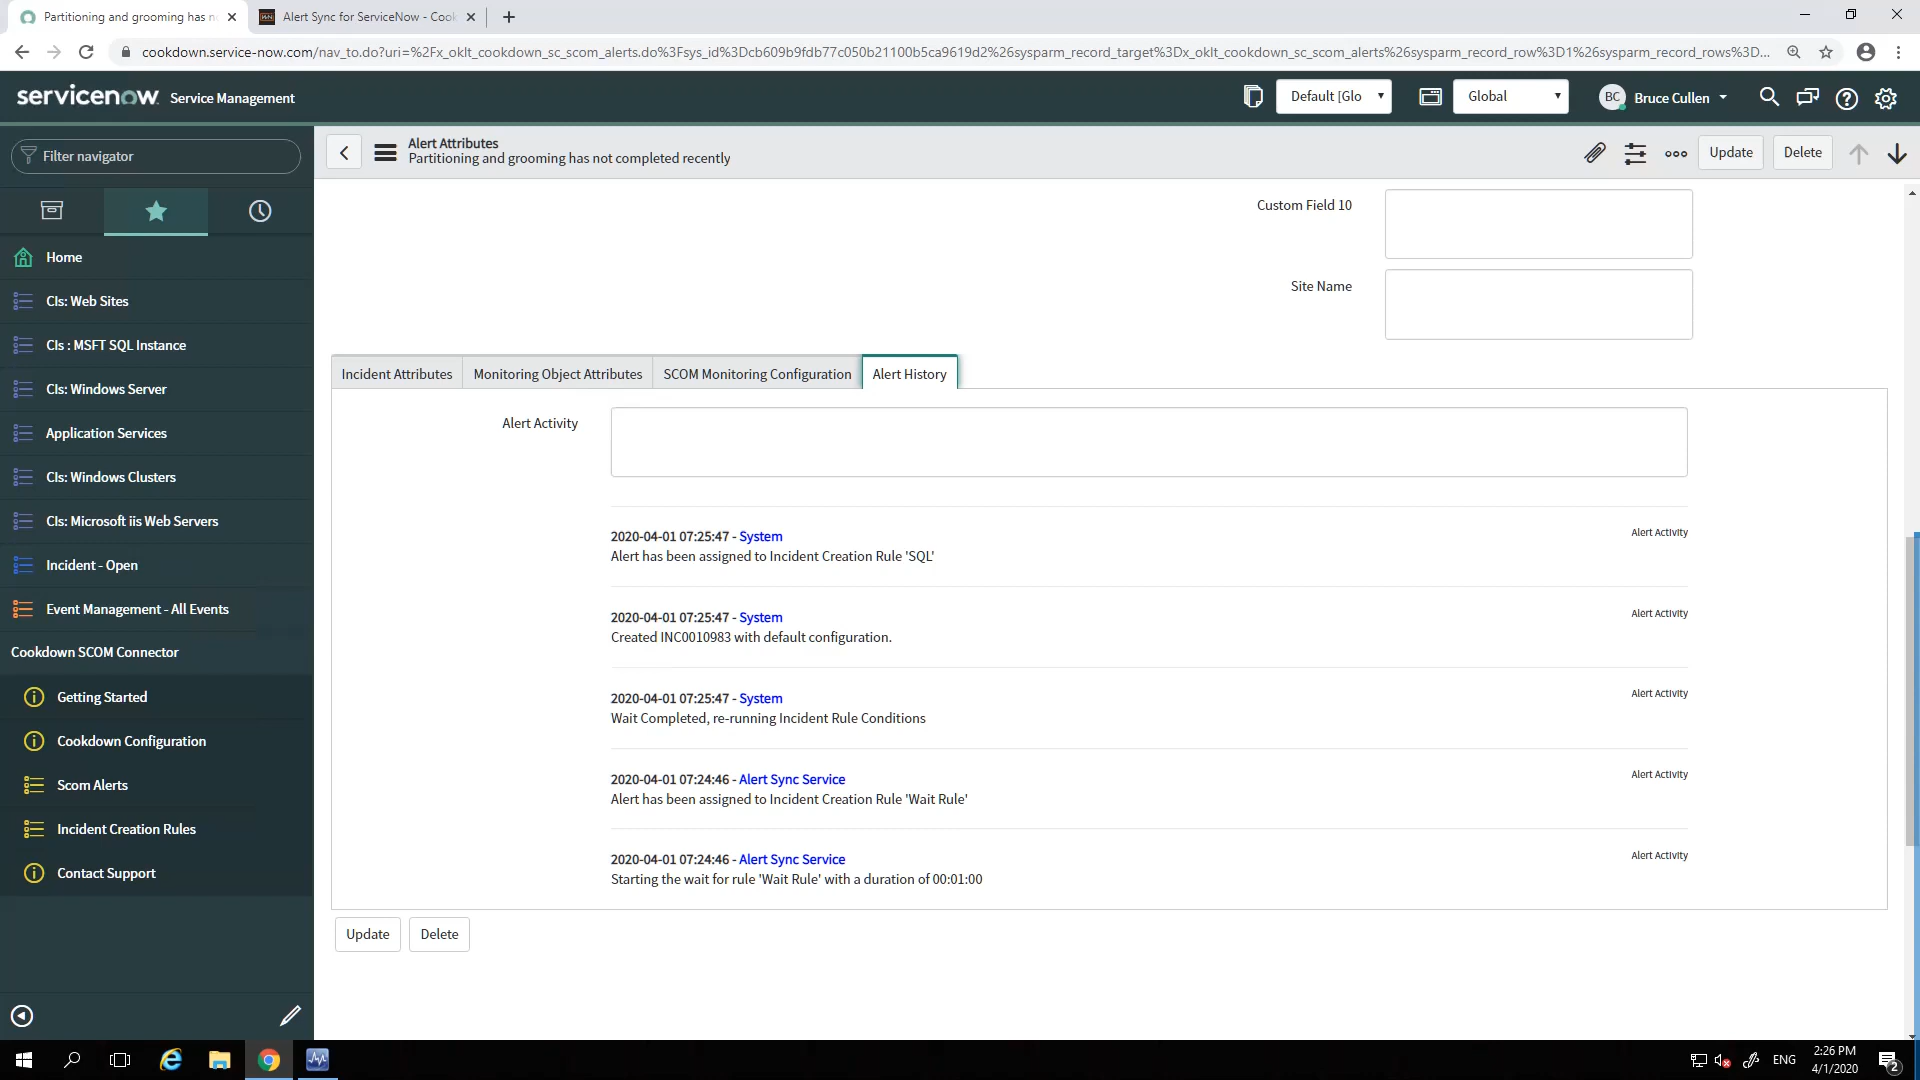 Partitioning and grooming has n
Alert Sync for ServiceNow - Cook
cookdown.service-now.com/nav_to.do?uri=%2Fx_oklt_cookdown_sc_scom_alerts.do%3Fsys_id%3Dcb609b9fdb77c050b21100b5ca9619d2%26sysparm_record_target%3Dx_oklt_cookdown_sc_scom_alerts%26sysparm_record_row%3D1%26sysparm_record_rows%3D...
servicenow Service Management
Default [Glo
Global
BC Bruce Cullen
Filter navigator
Alert Attributes
Partitioning and grooming has not completed recently
Update
Delete
Home
CIs: Web Sites
CIs : MSFT SQL Instance
CIs: Windows Server
Application Services
CIs: Windows Clusters
CIs: Microsoft iis Web Servers
Incident - Open
Event Management - All Events
Cookdown SCOM Connector
Getting Started
Cookdown Configuration
Scom Alerts
Incident Creation Rules
Contact Support
Custom Field 10
Site Name
Incident Attributes
Monitoring Object Attributes
SCOM Monitoring Configuration
Alert History
Alert Activity
2020-04-01 07:25:47 - System
Alert Activity
Alert has been assigned to Incident Creation Rule 'SQL'
2020-04-01 07:25:47 - System
Alert Activity
Created INC0010983 with default configuration.
2020-04-01 07:25:47 - System
Alert Activity
Wait Completed, re-running Incident Rule Conditions
2020-04-01 07:24:46 - Alert Sync Service
Alert Activity
Alert has been assigned to Incident Creation Rule 'Wait Rule'
2020-04-01 07:24:46 - Alert Sync Service
Alert Activity
Starting the wait for rule 'Wait Rule' with a duration of 00:01:00
Update
Delete
ENG
2:26 PM
4/1/2020
2